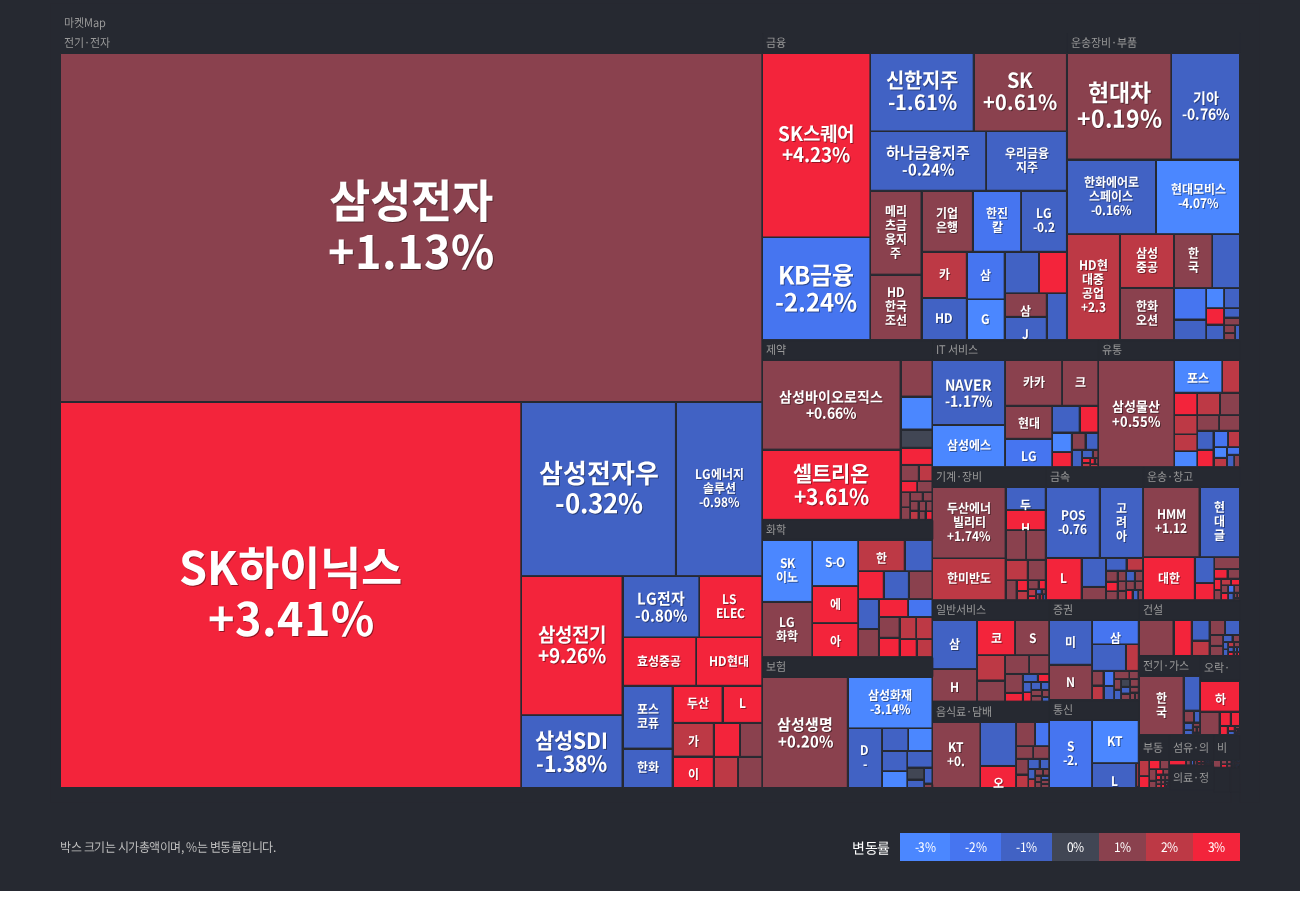 마켓Map
전기·전자
금융
운송장비·부품
삼성전자
+1.13%
SK하이닉스
+3.41%
삼성전자우
-0.32%
LG에너지
솔루션
-0.98%
삼성전기
+9.26%
LG전자
-0.80%
LS
ELEC
효성중공
HD현대
삼성SDI
-1.38%
포스
코퓨
두산
L
가
한화
이
SK스퀘어
+4.23%
신한지주
-1.61%
SK
+0.61%
하나금융지주
-0.24%
우리금융
지주
KB금융
-2.24%
메리
츠금
융지
주
기업
은행
한진
칼
LG
-0.2
카
삼
HD
한국
조선
HD
G
삼
J
현대차
+0.19%
기아
-0.76%
한화에어로
스페이스
-0.16%
현대모비스
-4.07%
HD현
대중
공업
+2.3
삼성
중공
한
국
한화
오션
제약
IT 서비스
유통
삼성바이오로직스
+0.66%
셀트리온
+3.61%
NAVER
-1.17%
카카
크
현대
삼성에스
LG
삼성물산
+0.55%
포스
화학
SK
이노
S-O
한
LG
화학
에
아
기계·장비
금속
운송·창고
두산에너
빌리티
+1.74%
두
H
한미반도
POS
-0.76
고
려
아
L
HMM
+1.12
현
대
글
대한
보험
삼성생명
+0.20%
삼성화재
-3.14%
D
-
일반서비스
증권
건설
삼
코
S
H
미
삼
N
전기·가스
오락·
한
국
하
음식료·담배
통신
KT
+0.
오
S
-2.
KT
L
부동
섬유·의
비
의료·정
박스 크기는 시가총액이며, %는 변동률입니다.
변동률
-3%
-2%
-1%
0%
1%
2%
3%